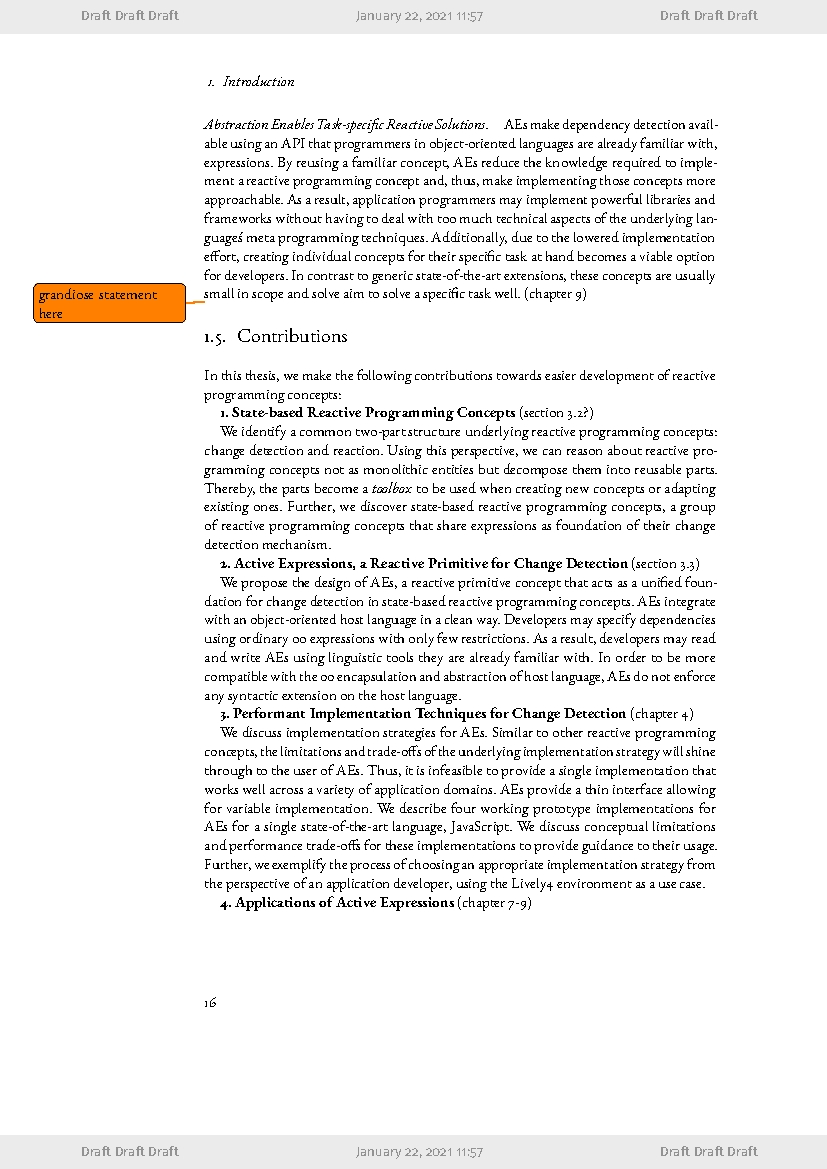 Draft Draft Draft January 22, 2021 11:57 Draft Draft Draft
1. Introduction
Abstraction Enables Task-specific Reactive Solutions. AEs make dependency detection avail-
able using an API that programmers in object-oriented languages are already familiar with,
expressions. By reusing a familiar concept, AEs reduce the knowledge required to imple-
ment a reactive programming concept and, thus, make implementing those concepts more
approachable. As a result, application programmers may implement powerful libraries and
frameworks without having to deal with too much technical aspects of the underlying lan-
guageś meta programming techniques. Additionally, due to the lowered implementation
effort, creating individual concepts for their specific task at hand becomes a viable option
for developers. In contrast to generic state-of-the-art extensions, these concepts are usually
small in scope and solve aim to solve a specific task well. (chapter 9)
grandiose statement
here
1.5. Contributions
In this thesis, we make the following contributions towards easier development of reactive
programming concepts:
1. State-based Reactive Programming Concepts (section 3.2?)
We identify a common two-part structure underlying reactive programming concepts:
change detection and reaction. Using this perspective, we can reason about reactive pro-
gramming concepts not as monolithic entities but decompose them into reusable parts.
Thereby, the parts become a toolbox to be used when creating new concepts or adapting
existing ones. Further, we discover state-based reactive programming concepts, a group
of reactive programming concepts that share expressions as foundation of their change
detection mechanism.
2. Active Expressions, a Reactive Primitive for Change Detection (section 3.3)
We propose the design of AEs, a reactive primitive concept that acts as a unified foun-
dation for change detection in state-based reactive programming concepts. AEs integrate
with an object-oriented host language in a clean way. Developers may specify dependencies
using ordinary oo expressions with only few restrictions. As a result, developers may read
and write AEs using linguistic tools they are already familiar with. In order to be more
compatible with the oo encapsulation and abstraction of host language, AEs do not enforce
any syntactic extension on the host language.
3. Performant Implementation Techniques for Change Detection (chapter 4)
We discuss implementation strategies for AEs. Similar to other reactive programming
concepts, the limitations and trade-offs of the underlying implementation strategy will shine
through to the user of AEs. Thus, it is infeasible to provide a single implementation that
works well across a variety of application domains. AEs provide a thin interface allowing
for variable implementation. We describe four working prototype implementations for
AEs for a single state-of-the-art language, JavaScript. We discuss conceptual limitations
and performance trade-offs for these implementations to provide guidance to their usage.
Further, we exemplify the process of choosing an appropriate implementation strategy from
the perspective of an application developer, using the Lively4 environment as a use case.
4. Applications of Active Expressions (chapter 7-9)
16
Draft Draft Draft January 22, 2021 11:57 Draft Draft Draft